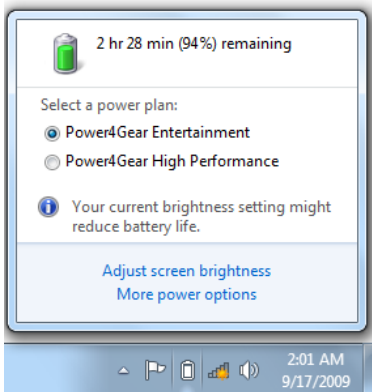 2 hr 28 min (94%) remaining
Select a power plan:
Power4Gear Entertainment
Power4Gear High Performance
Your current brightness setting might
reduce battery life.
Adjust screen brightness
More power options
2:01 AM
9/17/2009